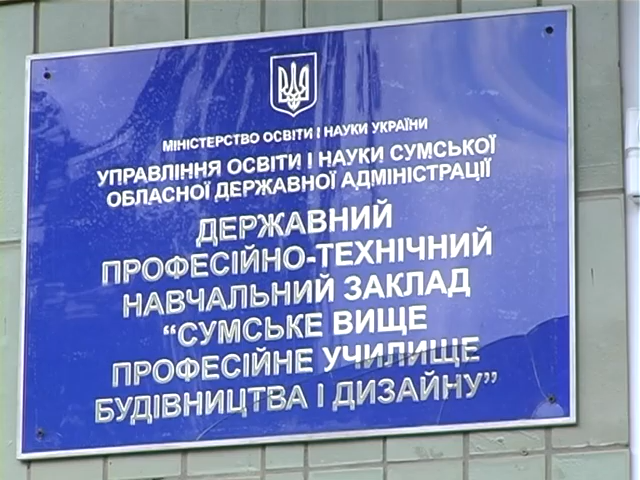 МІНІСТЕРСТВО ОСВІТИ І НАУКИ УКРАЇНИ
УПРАВЛІННЯ ОСВІТИ І НАУКИ СУМСЬКОЇ
ОБЛАСНОЇ ДЕРЖАВНОЇ АДМІНІСТРАЦІЇ
ДЕРЖАВНИЙ
ПРОФЕСІЙНО-ТЕХНІЧНИЙ
НАВЧАЛЬНИЙ ЗАКЛАД
“СУМСЬКЕ ВИЩЕ
ПРОФЕСІЙНЕ УЧИЛИЩЕ
БУДІВНИЦТВА І ДИЗАЙНУ”